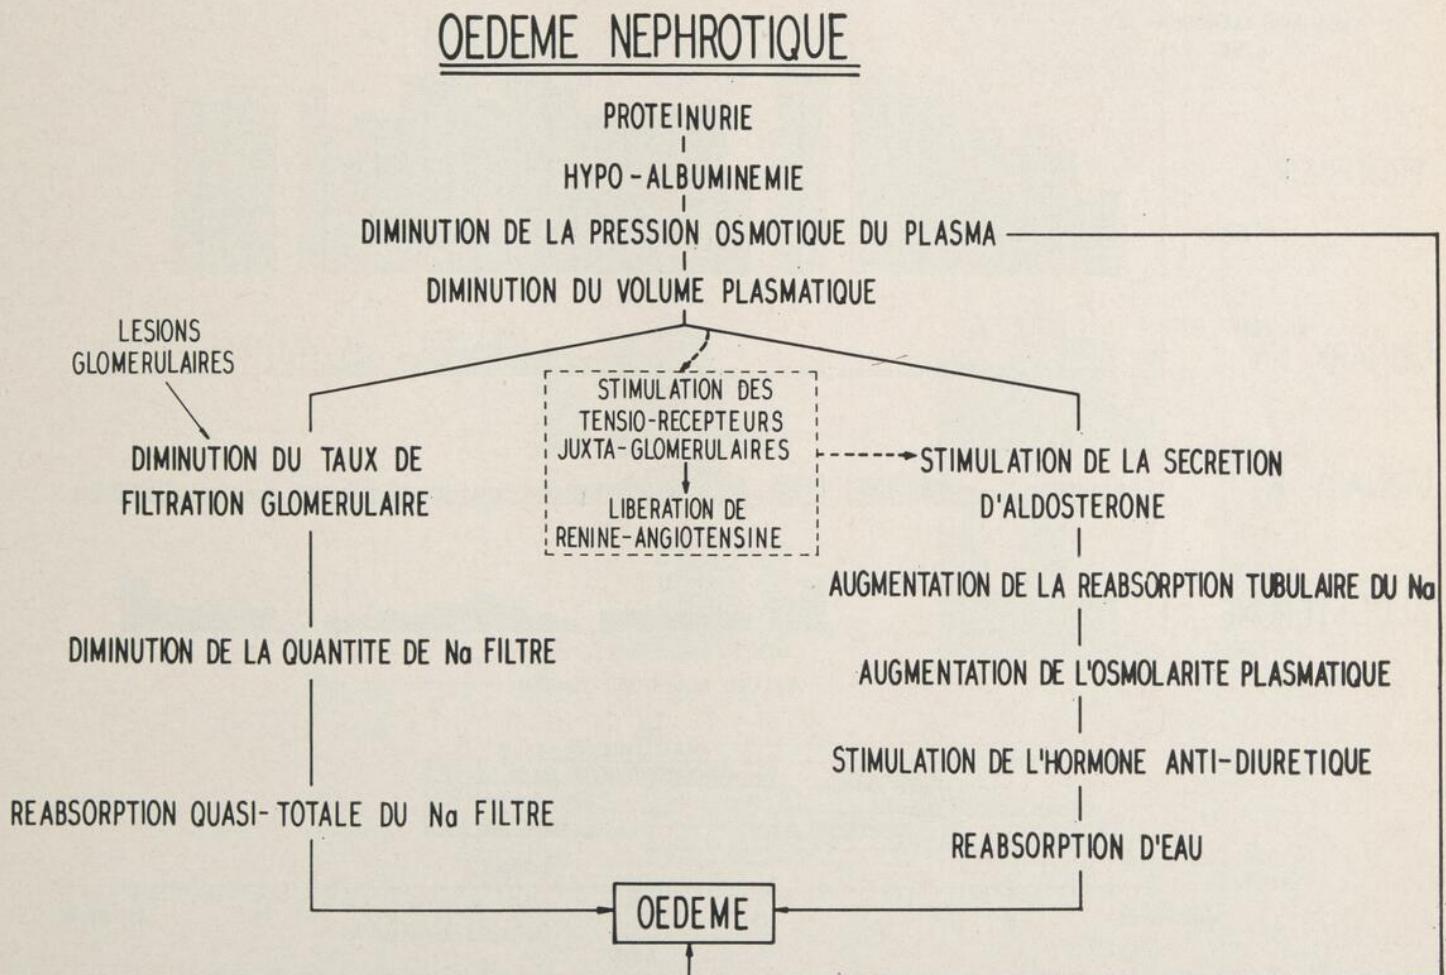 OEDEME NEPHROTIQUE
PROTEINURIE
HYPO-ALBUMINEMIE
DIMINUTION DE LA PRESSION OSMOTIQUE DU PLASMA
DIMINUTION DU VOLUME PLASMATIQUE
LESIONS
GLOMERULAIRES
DIMINUTION DU TAUX DE
FILTRATION GLOMERULAIRE
DIMINUTION DE LA QUANTITE DE Na FILTRE
REABSORPTION QUASI-TOTALE DU Na FILTRE
STIMULATION DES
TENSIO-RECEPTEURS
JUXTA-GLOMERULAIRES
LIBERATION DE
RENINE-ANGIOTENSINE
STIMULATION DE LA SECRETION
D'ALDOSTERONE
AUGMENTATION DE LA REABSORPTION TUBULAIRE DU Na
AUGMENTATION DE L'OSMOLARITE PLASMATIQUE
STIMULATION DE L'HORMONE ANTI-DIURETIQUE
REABSORPTION D'EAU
OEDEME